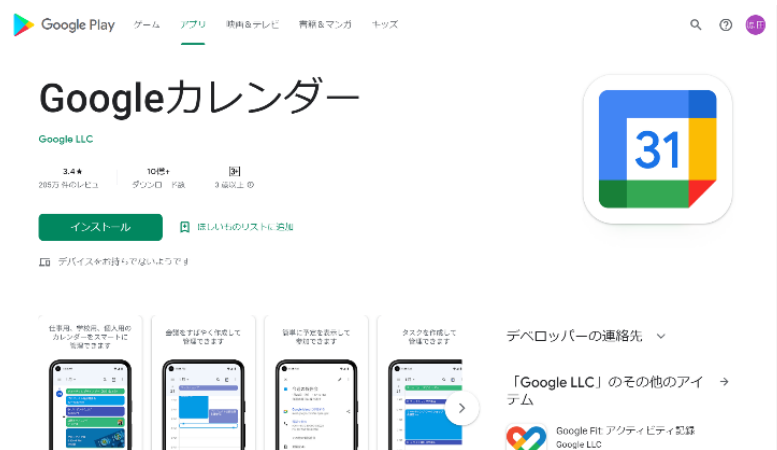 Google Play ゲーム アプリ 映画&テレビ 書籍&マンガ キッズ
Googleカレンダー
Google LLC
3.4★ 10億+ 3+
205万 件のレビュー ダウンロード数 3 歳以上
インストール ほしいものリストに追加
デバイスをお持ちでないようです
仕事用、学校用、個人用の
カレンダーをスマートに
管理できます
会議をすばやく作成して
管理できます
簡単に予定を表示して
参加できます
タスクを作成して
管理できます
31
デベロッパーの連絡先
「Google LLC」のその他のアイ
テム
Google Fit: アクティビティ記録
Google LLC